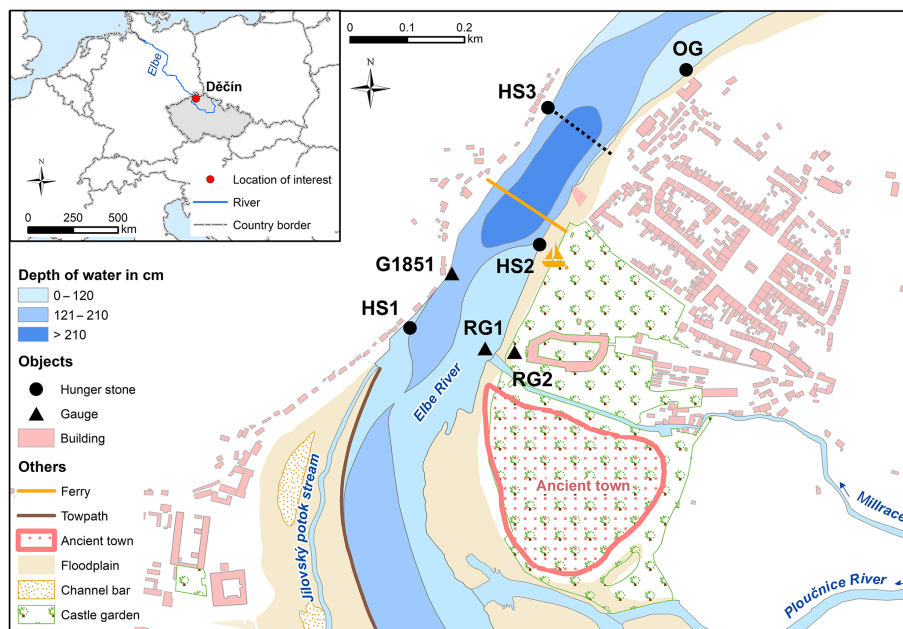 Elbe
Děčín
N
Location of interest
River
Country border
0 250 500
km
0 0.1 0.2
km
N
OG
HS3
HS2
G1851
HS1
RG1
RG2
Elbe River
Ancient town
Jílovský potok stream
Millrace
Ploučnice River
Depth of water in cm
0–120
121–210
> 210
Objects
Hunger stone
Gauge
Building
Others
Ferry
Towpath
Ancient town
Floodplain
Channel bar
Castle garden